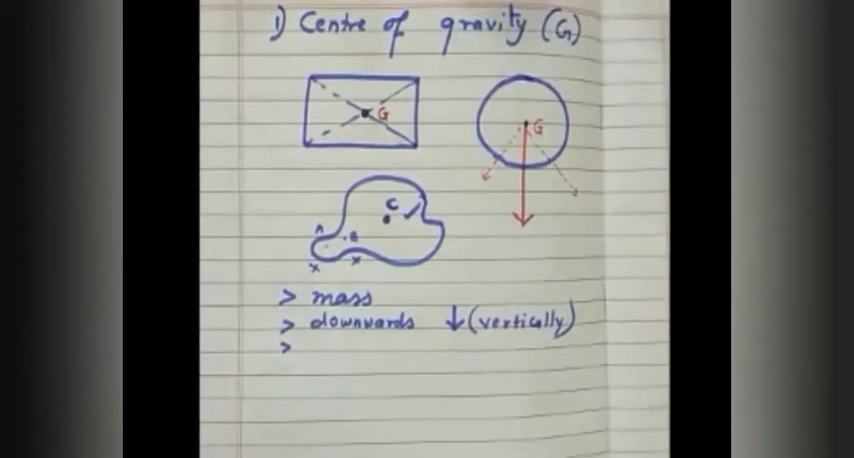 1) Centre of gravity (G)
G
G
C
A
B
x
x
> mass
> downwards ↓ (vertically)
>